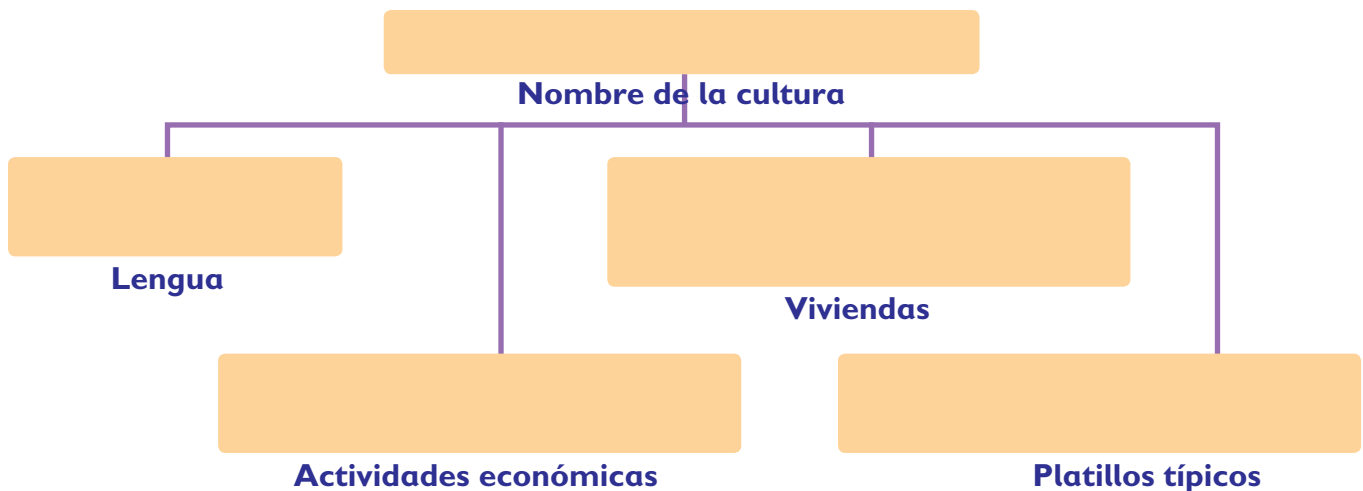 Nombre de la cultura
Lengua
Viviendas
Actividades económicas
Platillos típicos